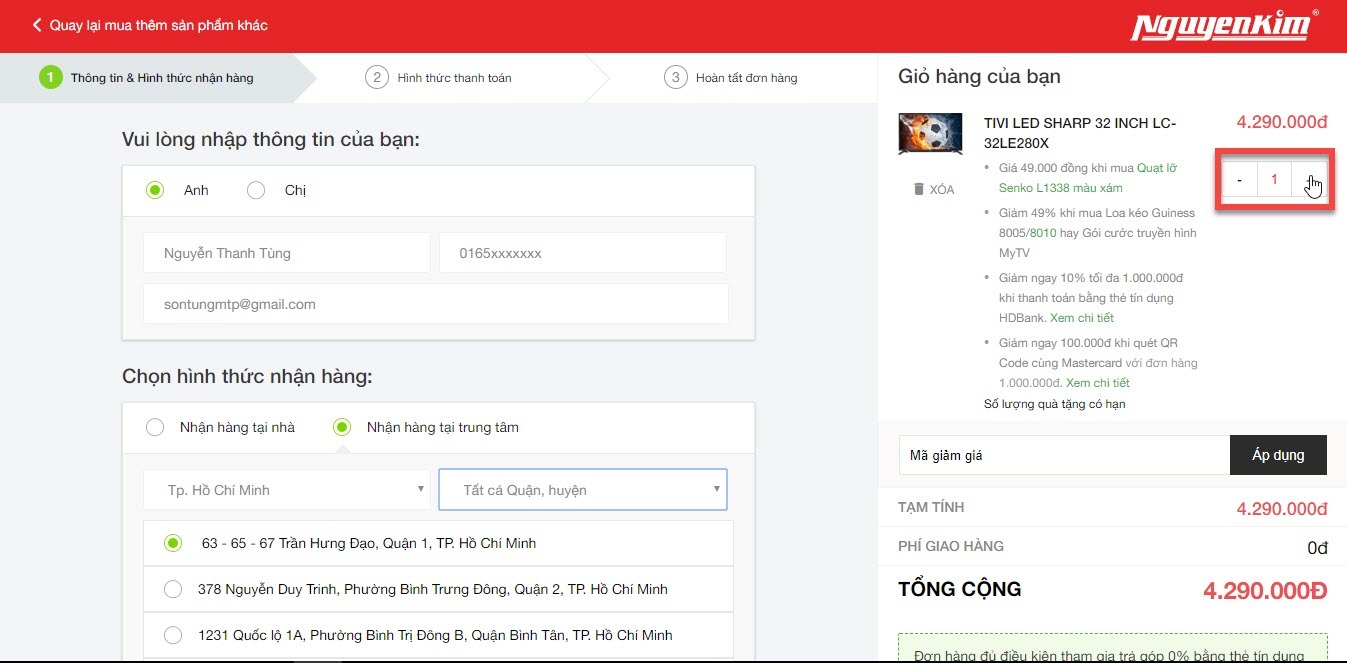 Quay lại mua thêm sản phẩm khác
NguyenKim®
1 Thông tin & Hình thức nhận hàng
2 Hình thức thanh toán
3 Hoàn tất đơn hàng
Vui lòng nhập thông tin của bạn:
Anh
Chị
Nguyễn Thanh Tùng
0165xxxxxxx
sontungmtp@gmail.com
Chọn hình thức nhận hàng:
Nhận hàng tại nhà
Nhận hàng tại trung tâm
Tp. Hồ Chí Minh
Tất cả Quận, huyện
63 - 65 - 67 Trần Hưng Đạo, Quận 1, TP. Hồ Chí Minh
378 Nguyễn Duy Trinh, Phường Bình Trưng Đông, Quận 2, TP. Hồ Chí Minh
1231 Quốc lộ 1A, Phường Bình Trị Đông B, Quận Bình Tân, TP. Hồ Chí Minh
Giỏ hàng của bạn
TIVI LED SHARP 32 INCH LC-
32LE280X
4.290.000đ
- 1
XÓA
• Giá 49.000 đồng khi mua Quạt lỡ
Senko L1338 màu xám
• Giảm 49% khi mua Loa kéo Guiness
8005/8010 hay Gói cước truyền hình
MyTV
• Giảm ngay 10% tối đa 1.000.000đ
khi thanh toán bằng thẻ tín dụng
HDBank. Xem chi tiết
• Giảm ngay 100.000đ khi quét QR
Code cùng Mastercard với đơn hàng
1.000.000đ. Xem chi tiết
Số lượng quà tặng có hạn
Mã giảm giá
Áp dụng
TẠM TÍNH
4.290.000đ
PHÍ GIAO HÀNG
0đ
TỔNG CỘNG
4.290.000Đ
Đơn hàng đủ điều kiện tham gia trả góp 0% bằng thẻ tín dụng